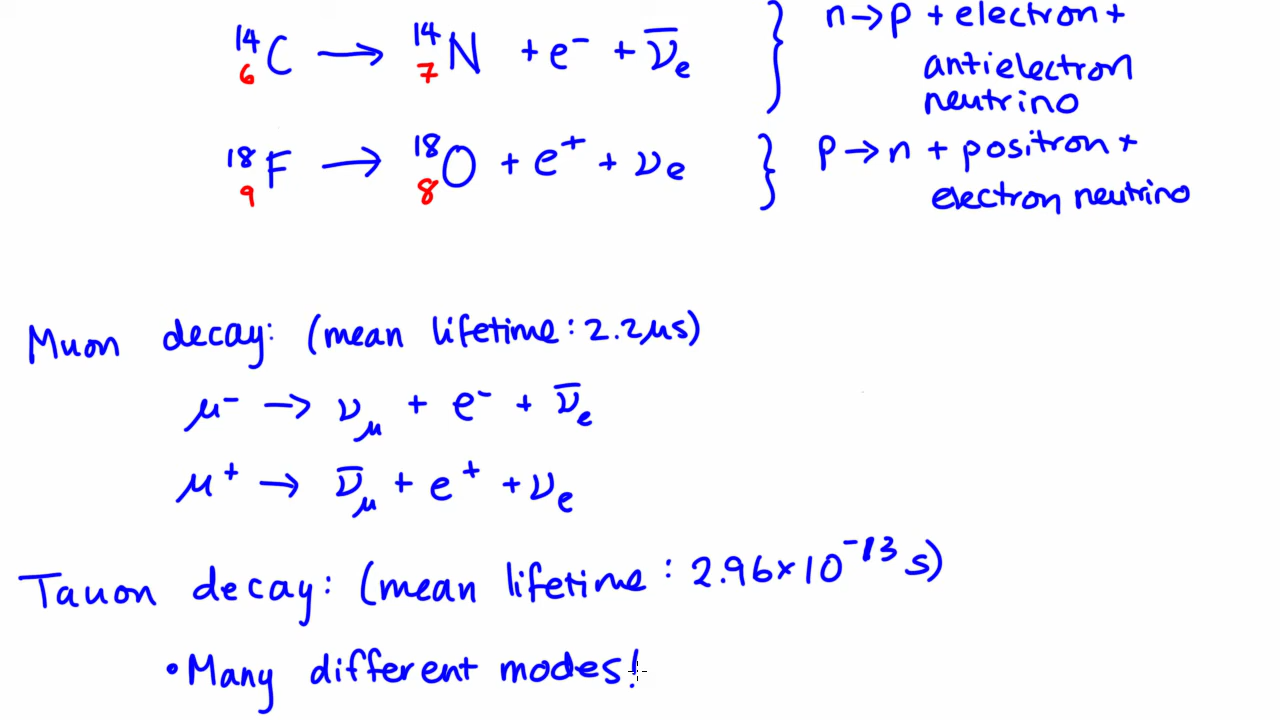 ¹⁴₆C → ¹⁴₇N + e⁻ + ν̅ₑ } n → p + electron +
antielectron
neutrino
¹⁸₉F → ¹⁸₈O + e⁺ + νₑ } p → n + positron +
electron neutrino
Muon decay: (mean lifetime: 2.2μs)
μ⁻ → ν_μ + e⁻ + ν̅ₑ
μ⁺ → ν̅_μ + e⁺ + νₑ
Tauon decay: (mean lifetime: 2.96×10⁻¹³ s)
• Many different modes!